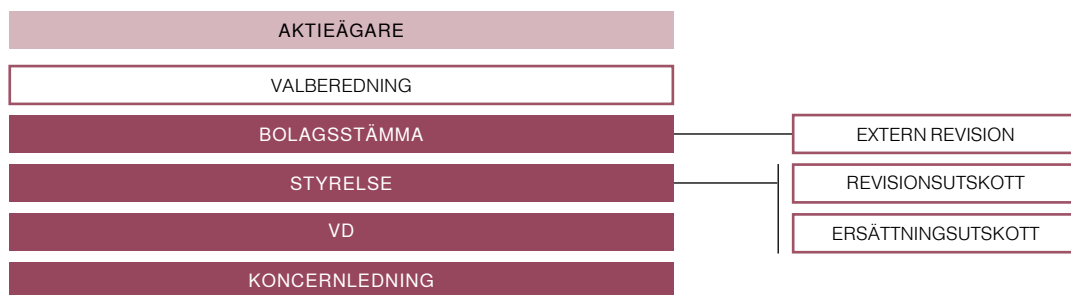 AKTIEÄGARE
VALBEREDNING
BOLAGSSTÄMMA
EXTERN REVISION
STYRELSE
REVISIONSUTSKOTT
VD
ERSÄTTNINGSUTSKOTT
KONCERNLEDNING